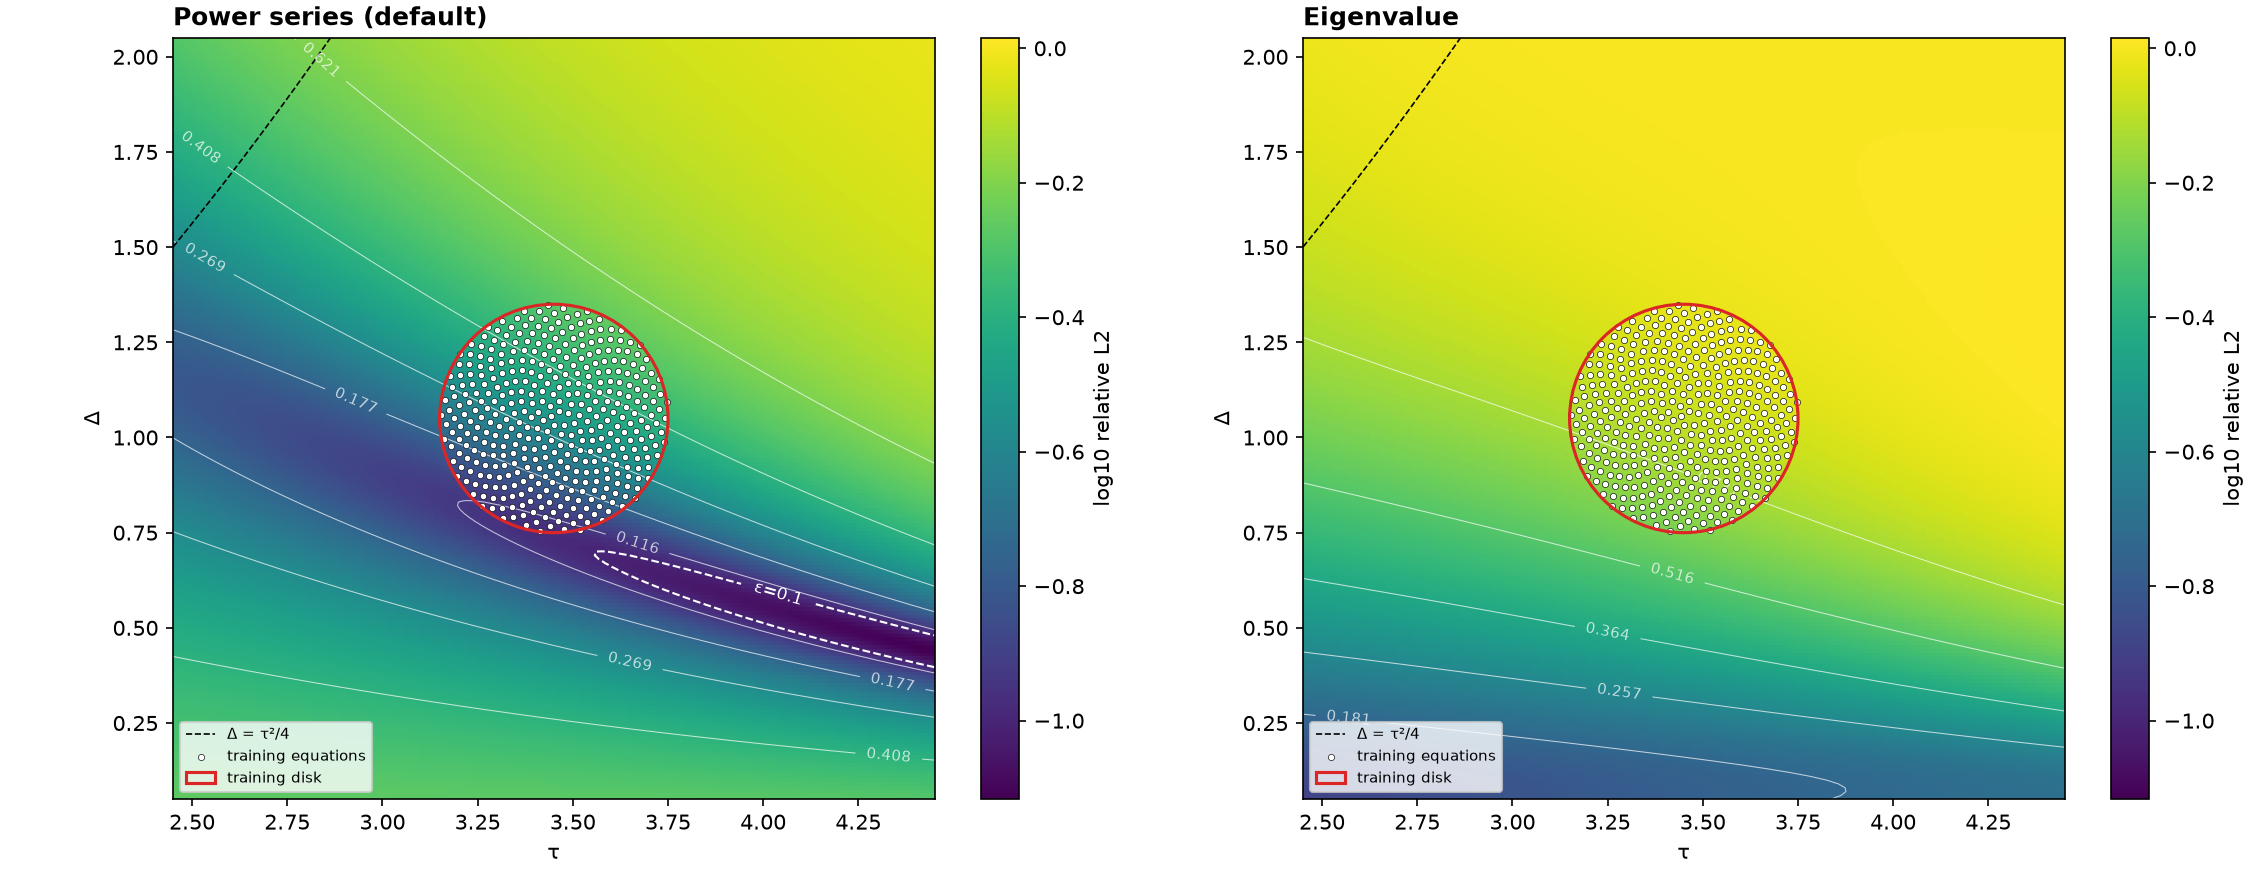 Power series (default)
2.00
1.75
1.50
1.25
1.00
0.75
0.50
0.25
Δ
0.621
0.408
0.269
0.177
0.116
ε=0.1
0.269
0.177
0.408
Δ = τ²/4
training equations
training disk
2.50 2.75 3.00 3.25 3.50 3.75 4.00 4.25
τ
0.0
−0.2
−0.4
−0.6
−0.8
−1.0
log10 relative L2
Eigenvalue
2.00
1.75
1.50
1.25
1.00
0.75
0.50
0.25
Δ
0.516
0.364
0.257
0.181
Δ = τ²/4
training equations
training disk
2.50 2.75 3.00 3.25 3.50 3.75 4.00 4.25
τ
0.0
−0.2
−0.4
−0.6
−0.8
−1.0
log10 relative L2